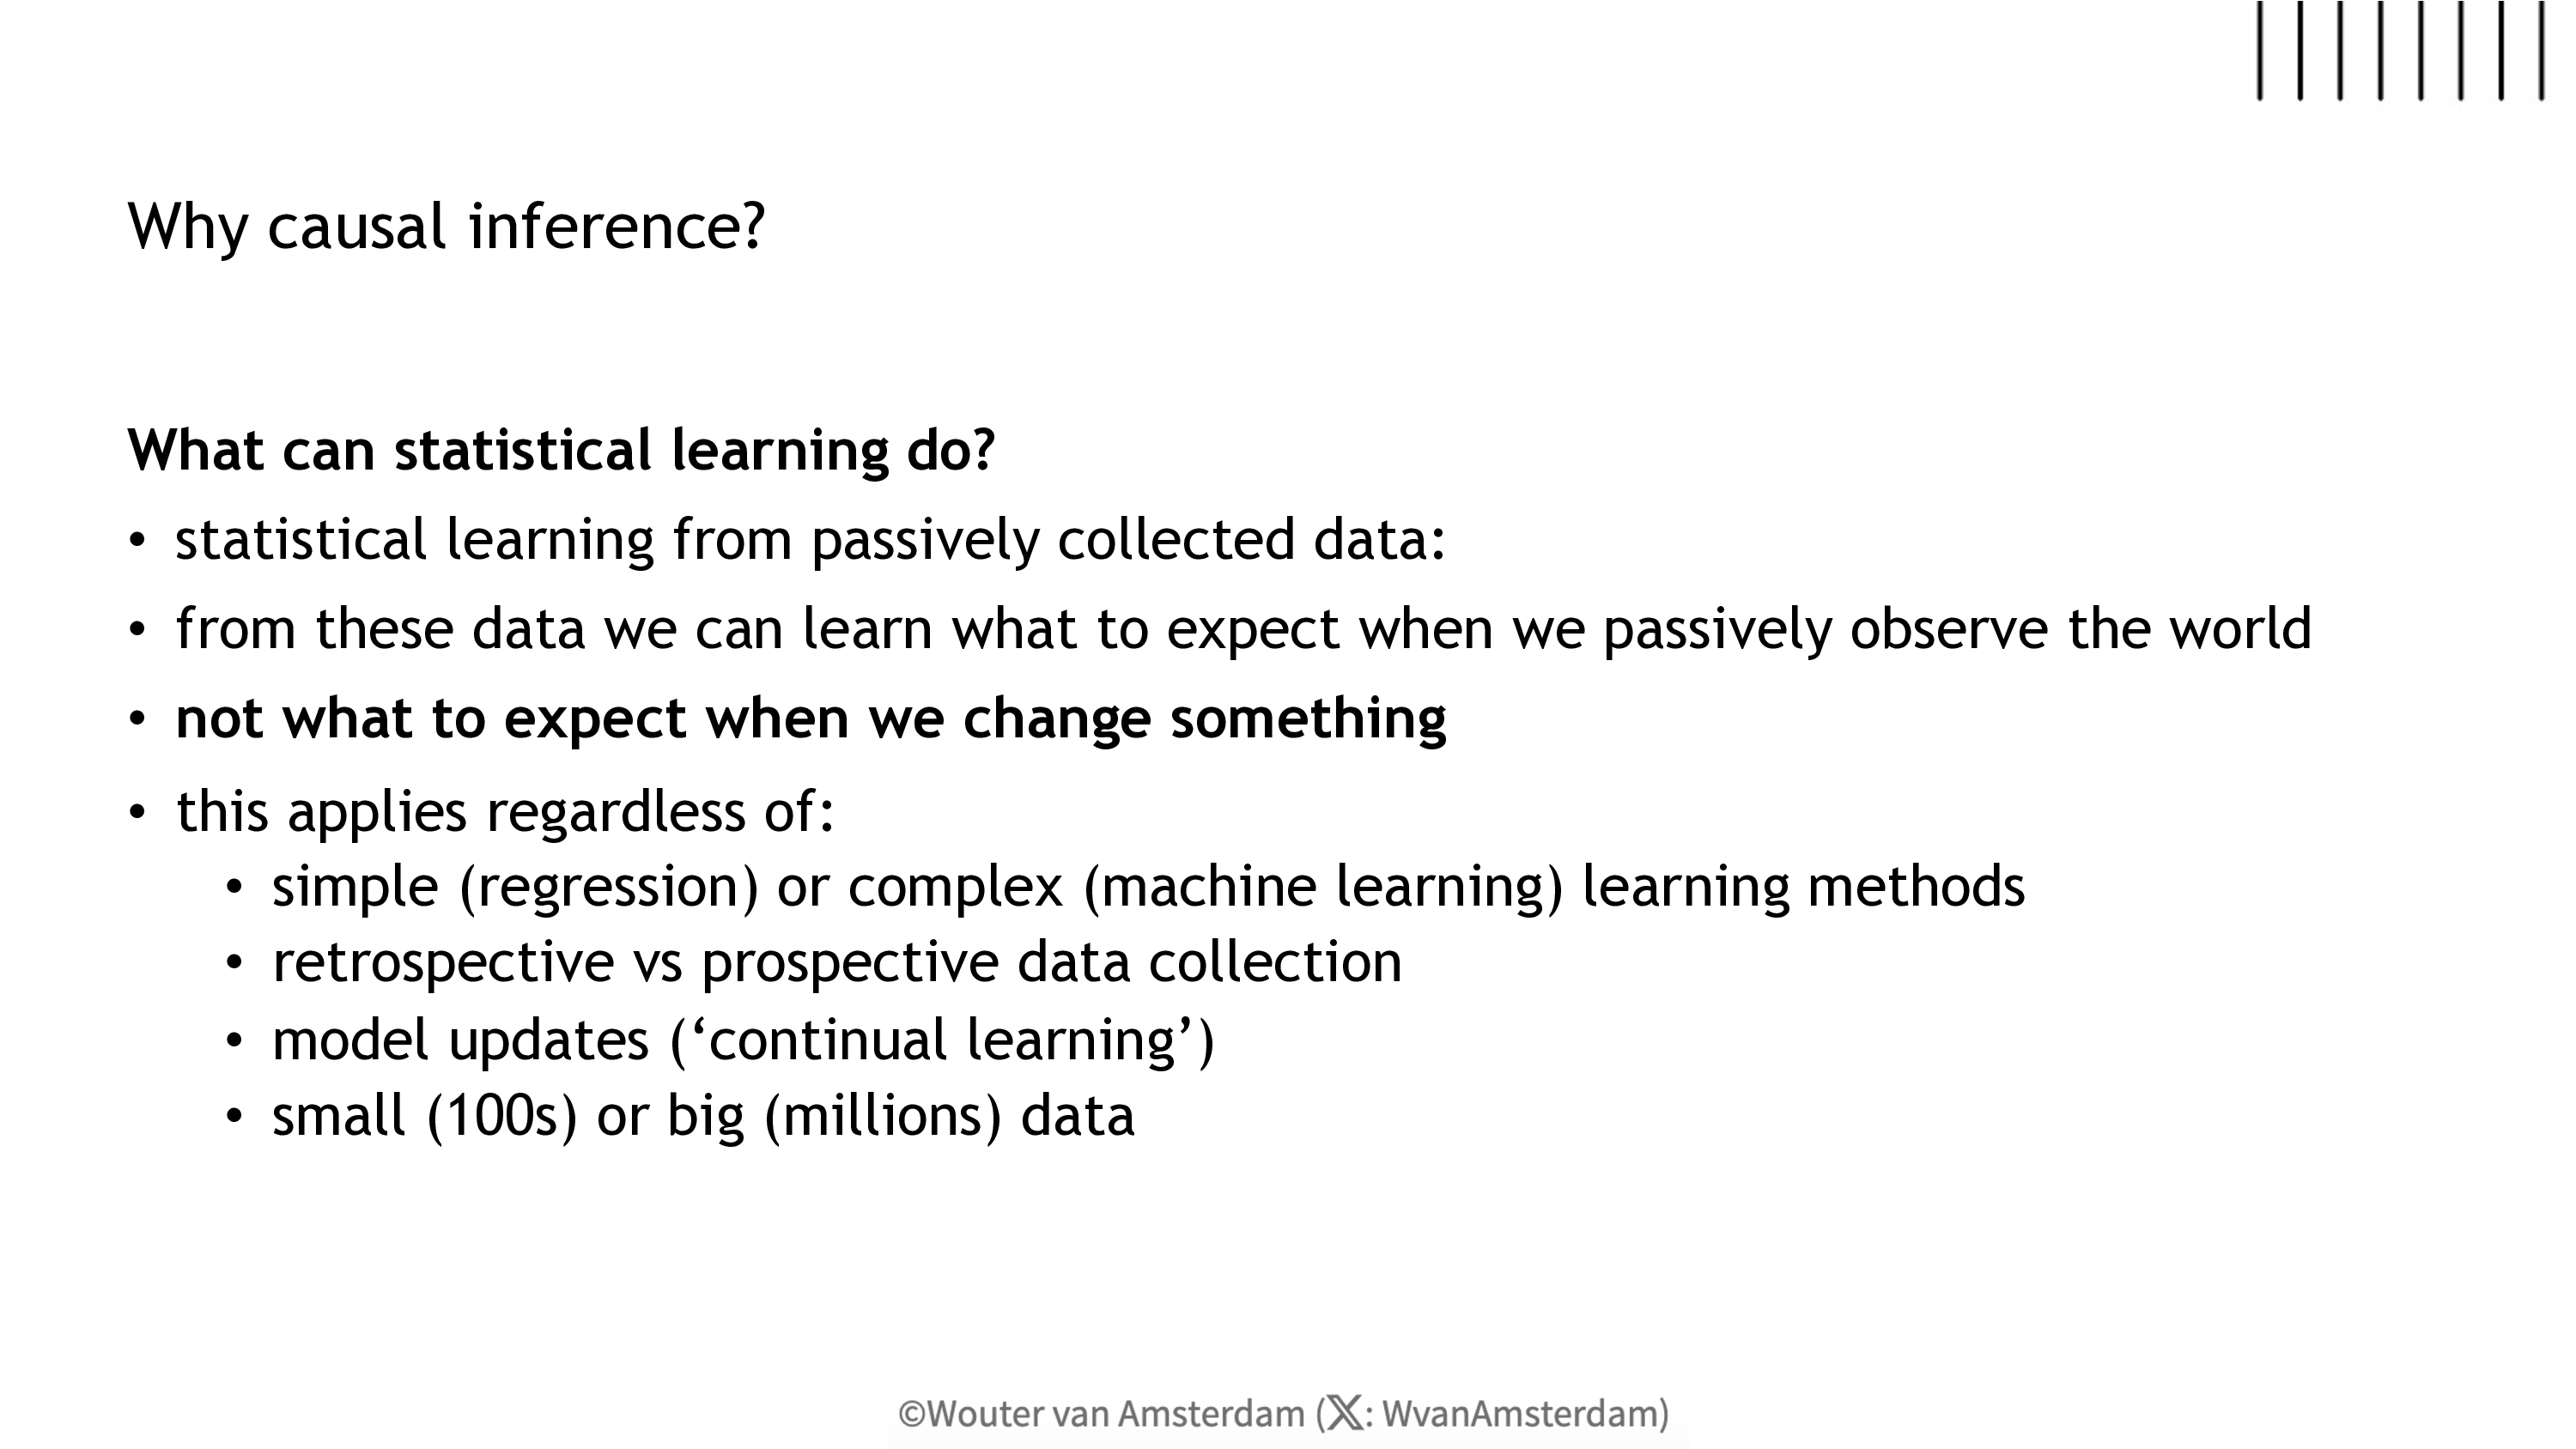 Why causal inference?
What can statistical learning do?
• statistical learning from passively collected data:
• from these data we can learn what to expect when we passively observe the world
• not what to expect when we change something
• this applies regardless of:
• simple (regression) or complex (machine learning) learning methods
• retrospective vs prospective data collection
• model updates (‘continual learning’)
• small (100s) or big (millions) data
©Wouter van Amsterdam (𝕏: WvanAmsterdam)